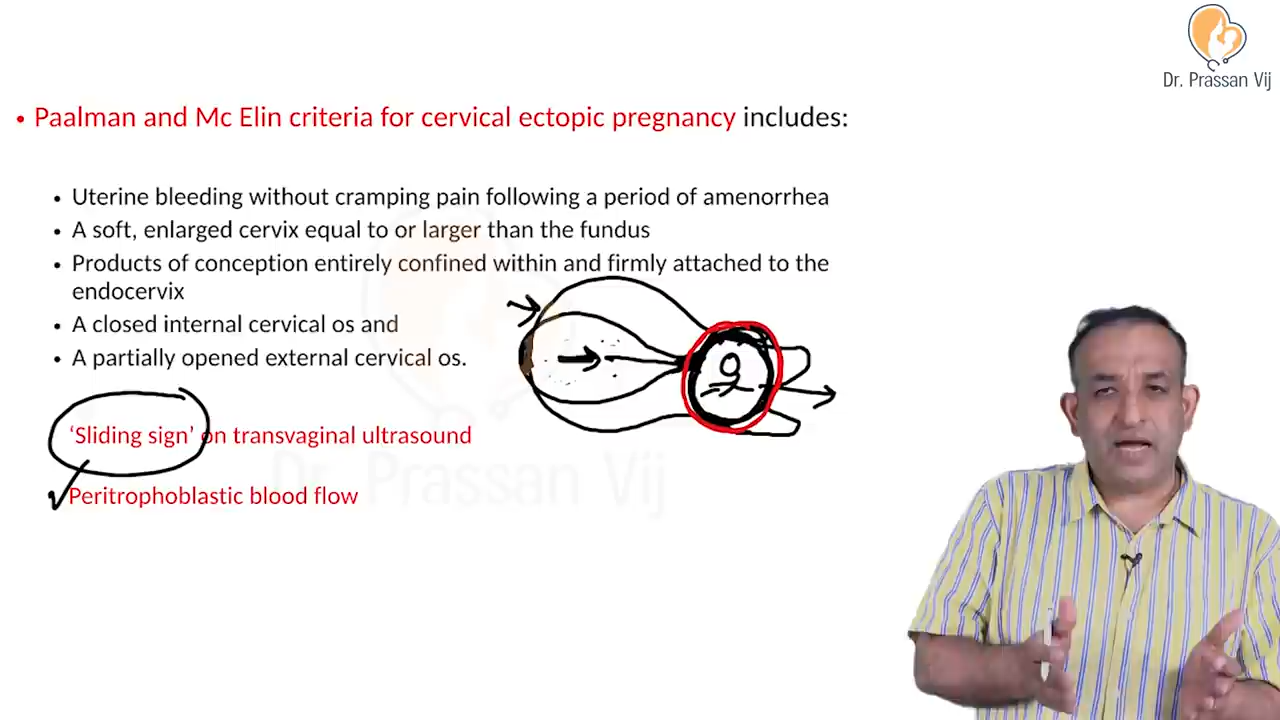 Dr. Prassan Vij
• Paalman and Mc Elin criteria for cervical ectopic pregnancy includes:
• Uterine bleeding without cramping pain following a period of amenorrhea
• A soft, enlarged cervix equal to or larger than the fundus
• Products of conception entirely confined within and firmly attached to the
endocervix
• A closed internal cervical os and
• A partially opened external cervical os.
‘Sliding sign’ on transvaginal ultrasound
Peritrophoblastic blood flow
Dr. Prassan Vij